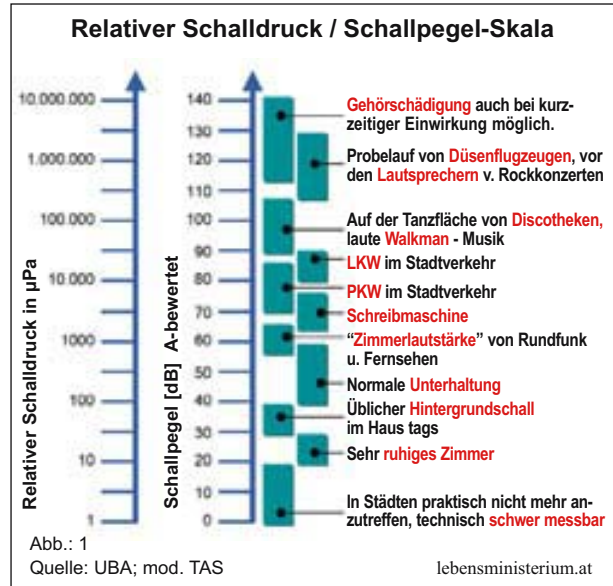 Relativer Schalldruck / Schallpegel-Skala
Relativer Schalldruck in µPa
10.000.000
1.000.000
100.000
10.000
1000
100
10
1
Schallpegel [dB] A-bewertet
140
130
120
110
100
90
80
70
60
50
40
30
20
10
0
Gehörschädigung auch bei kurz-
zeitiger Einwirkung möglich.
Probelauf von Düsenflugzeugen, vor
den Lautsprechern v. Rockkonzerten
Auf der Tanzfläche von Discotheken,
laute Walkman - Musik
LKW im Stadtverkehr
PKW im Stadtverkehr
Schreibmaschine
“Zimmerlautstärke” von Rundfunk
u. Fernsehen
Normale Unterhaltung
Üblicher Hintergrundschall
im Haus tags
Sehr ruhiges Zimmer
In Städten praktisch nicht mehr an-
zutreffen, technisch schwer messbar
Abb.: 1
Quelle: UBA; mod. TAS
lebensministerium.at